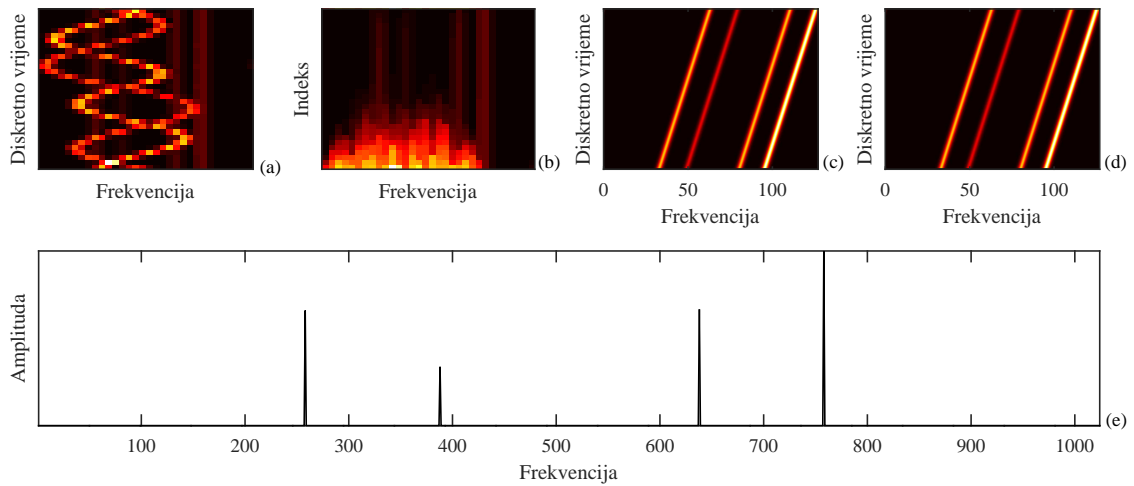 Diskretno vrijeme
Frekvencija
(a)
Indeks
Frekvencija
(b)
Diskretno vrijeme
0 50 100
Frekvencija
(c)
Diskretno vrijeme
0 50 100
Frekvencija
(d)
Amplituda
100 200 300 400 500 600 700 800 900 1000
Frekvencija
(e)